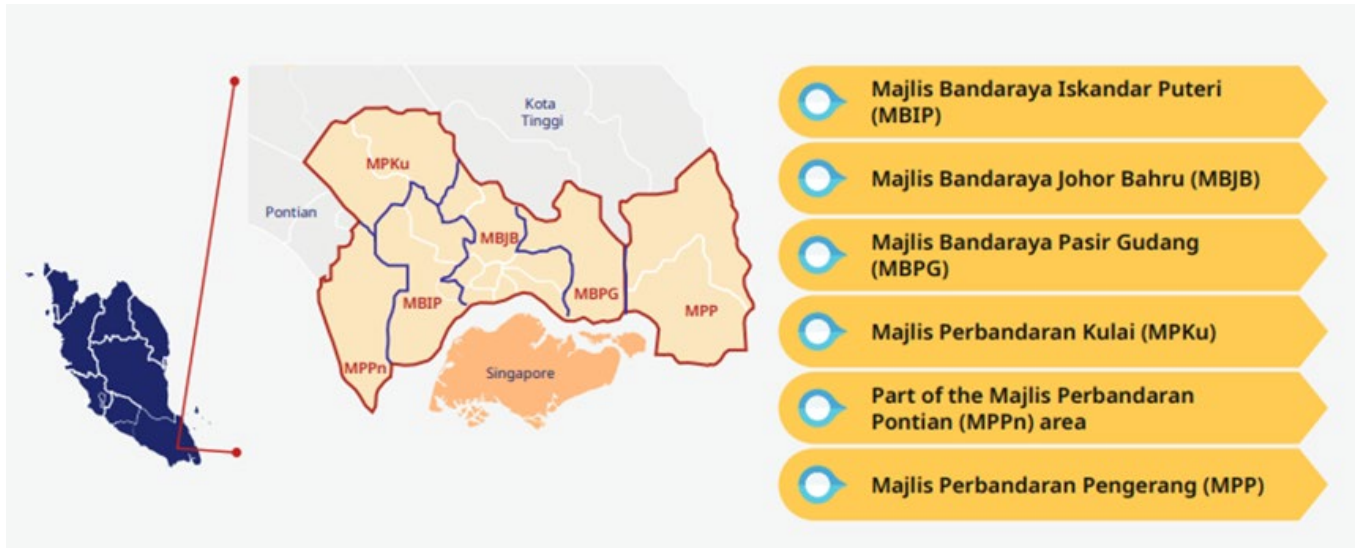 Kota
Tinggi
MPKu
Pontian
MBJB
MBIP
MBPG
MPP
MPPn
Singapore
Majlis Bandaraya Iskandar Puteri
(MBIP)
Majlis Bandaraya Johor Bahru (MBJB)
Majlis Bandaraya Pasir Gudang
(MBPG)
Majlis Perbandaran Kulai (MPKu)
Part of the Majlis Perbandaran
Pontian (MPPn) area
Majlis Perbandaran Pengerang (MPP)